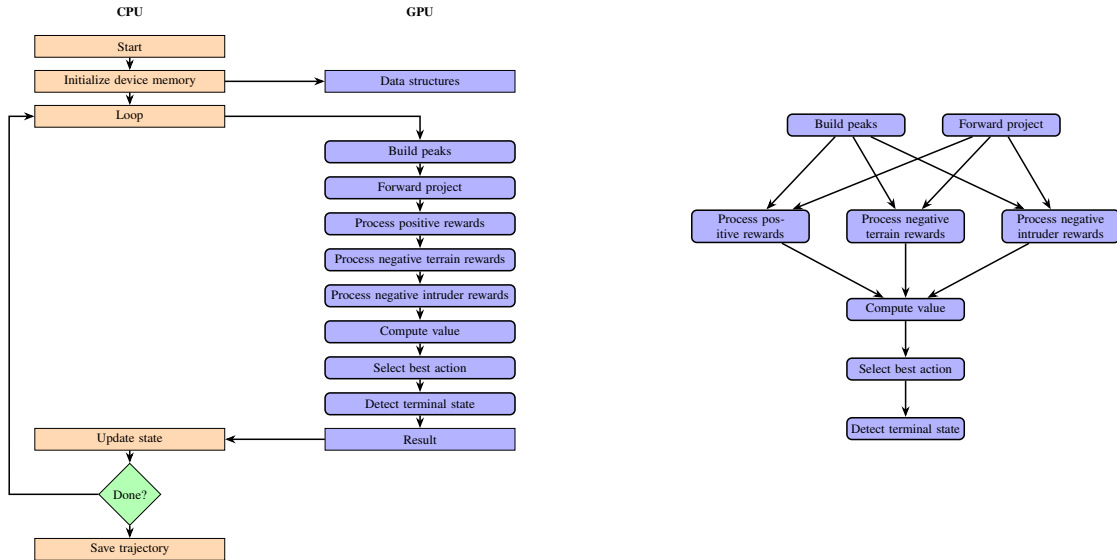 CPU
GPU
Start
Initialize device memory
Data structures
Loop
Build peaks
Forward project
Process positive rewards
Process negative terrain rewards
Process negative intruder rewards
Compute value
Select best action
Detect terminal state
Update state
Result
Done?
Save trajectory
Build peaks
Forward project
Process pos-
itive rewards
Process negative
terrain rewards
Process negative
intruder rewards
Compute value
Select best action
Detect terminal state